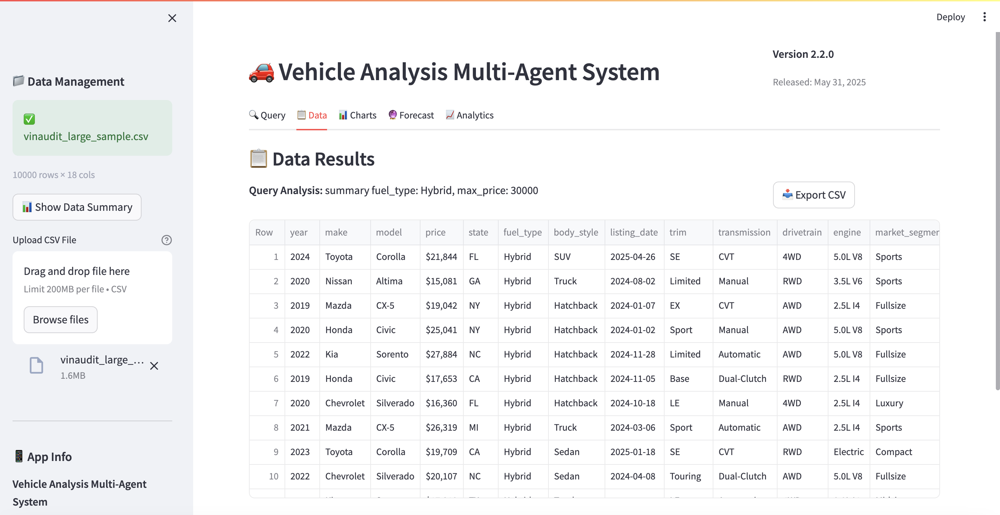 Deploy
Data Management
vinaudit_large_sample.csv
10000 rows × 18 cols
Show Data Summary
Upload CSV File
Drag and drop file here
Limit 200MB per file • CSV
Browse files
vinaudit_large_...
1.6MB
App Info
Vehicle Analysis Multi-Agent
System
Vehicle Analysis Multi-Agent System
Version 2.2.0
Released: May 31, 2025
Query Data Charts Forecast Analytics
Data Results
Query Analysis: summary fuel_type: Hybrid, max_price: 30000
Export CSV
Row year make model price state fuel_type body_style listing_date trim transmission drivetrain engine market_segmer
1 2024 Toyota Corolla $21,844 FL Hybrid SUV 2025-04-26 SE CVT 4WD 5.0L V8 Sports
2 2020 Nissan Altima $15,081 GA Hybrid Truck 2024-08-02 Limited Manual RWD 3.5L V6 Sports
3 2019 Mazda CX-5 $19,042 NY Hybrid Hatchback 2024-01-07 EX CVT AWD 2.5L I4 Fullsize
4 2020 Honda Civic $25,041 NY Hybrid Hatchback 2024-01-02 Sport Manual AWD 5.0L V8 Sports
5 2022 Kia Sorento $27,884 NC Hybrid Hatchback 2024-11-28 Limited Automatic AWD 5.0L V8 Fullsize
6 2019 Honda Civic $17,653 CA Hybrid Hatchback 2024-11-05 Base Dual-Clutch RWD 2.5L I4 Fullsize
7 2020 Chevrolet Silverado $16,360 FL Hybrid Hatchback 2024-10-18 LE Manual 4WD 2.5L I4 Luxury
8 2021 Mazda CX-5 $26,319 MI Hybrid Truck 2024-03-06 Sport Automatic AWD 2.5L I4 Sports
9 2023 Toyota Corolla $19,709 CA Hybrid Sedan 2025-01-18 SE CVT RWD Electric Compact
10 2022 Chevrolet Silverado $20,107 NC Hybrid Sedan 2024-04-08 Touring Dual-Clutch AWD 5.0L V8 Fullsize